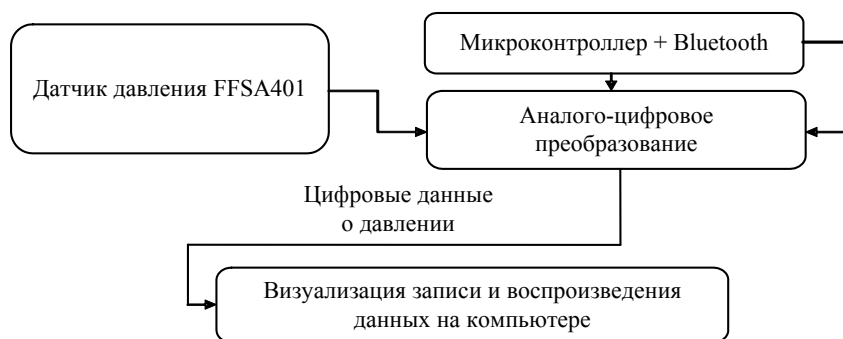 Датчик давления FFSA401
Микроконтроллер + Bluetooth
Аналого-цифровое
преобразование
Цифровые данные
о давлении
Визуализация записи и воспроизведения
данных на компьютере